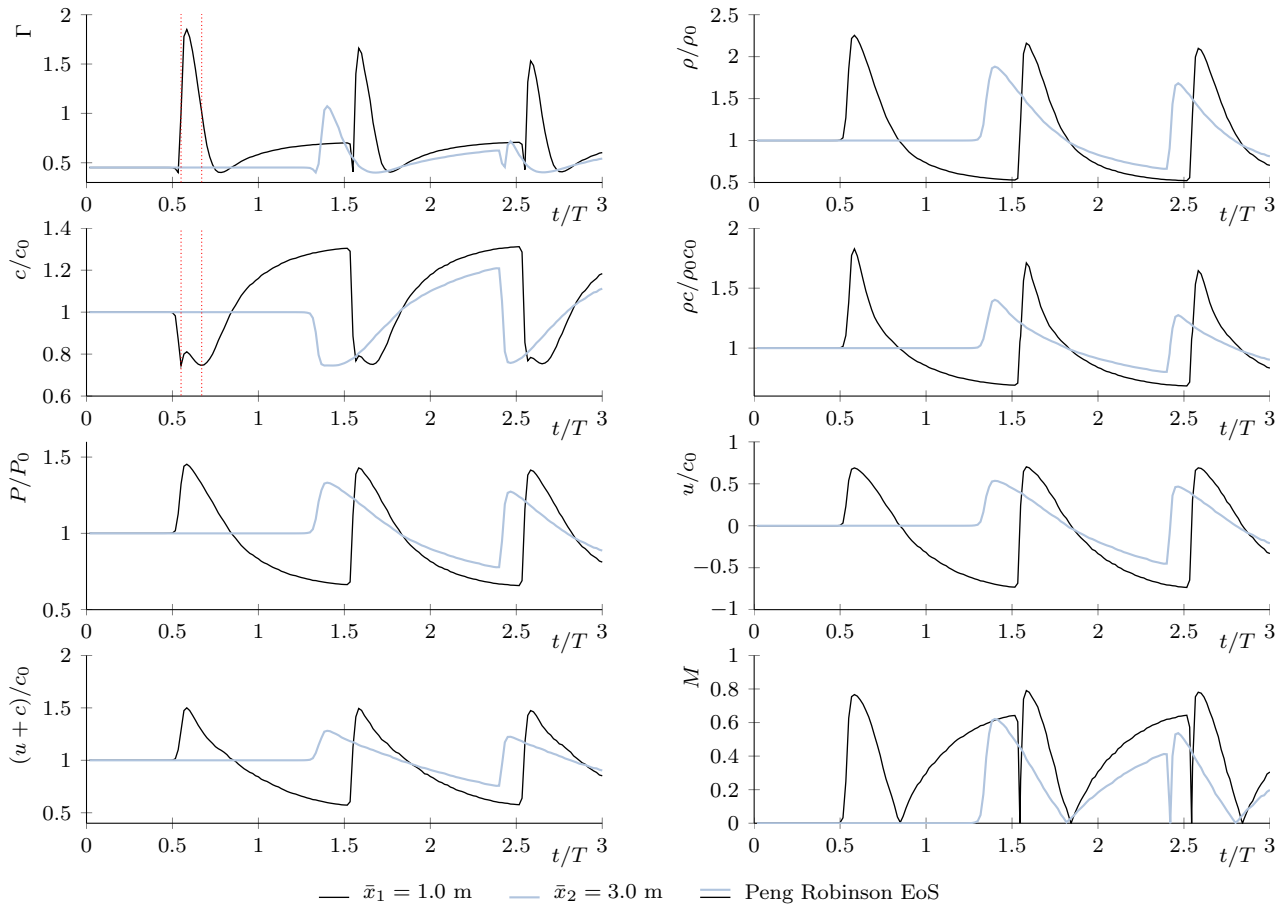 Γ
2
1.5
1
0.5
0 0.5 1 1.5 2 2.5 3
t/T
ρ/ρ₀
2.5
2
1.5
1
0.5
0 0.5 1 1.5 2 2.5 3
t/T
c/c₀
1.4
1.2
1
0.8
0.6
0 0.5 1 1.5 2 2.5 3
t/T
ρc/ρ₀c₀
2
1.5
1
0 0.5 1 1.5 2 2.5 3
t/T
P/P₀
1.5
1
0.5
0 0.5 1 1.5 2 2.5 3
t/T
u/c₀
1
0.5
0
−0.5
−1
0 0.5 1 1.5 2 2.5 3
t/T
(u + c)/c₀
2
1.5
1
0.5
0 0.5 1 1.5 2 2.5 3
t/T
M
1
0.8
0.6
0.4
0.2
0
0 0.5 1 1.5 2 2.5 3
t/T
x̄₁ = 1.0 m x̄₂ = 3.0 m Peng Robinson EoS